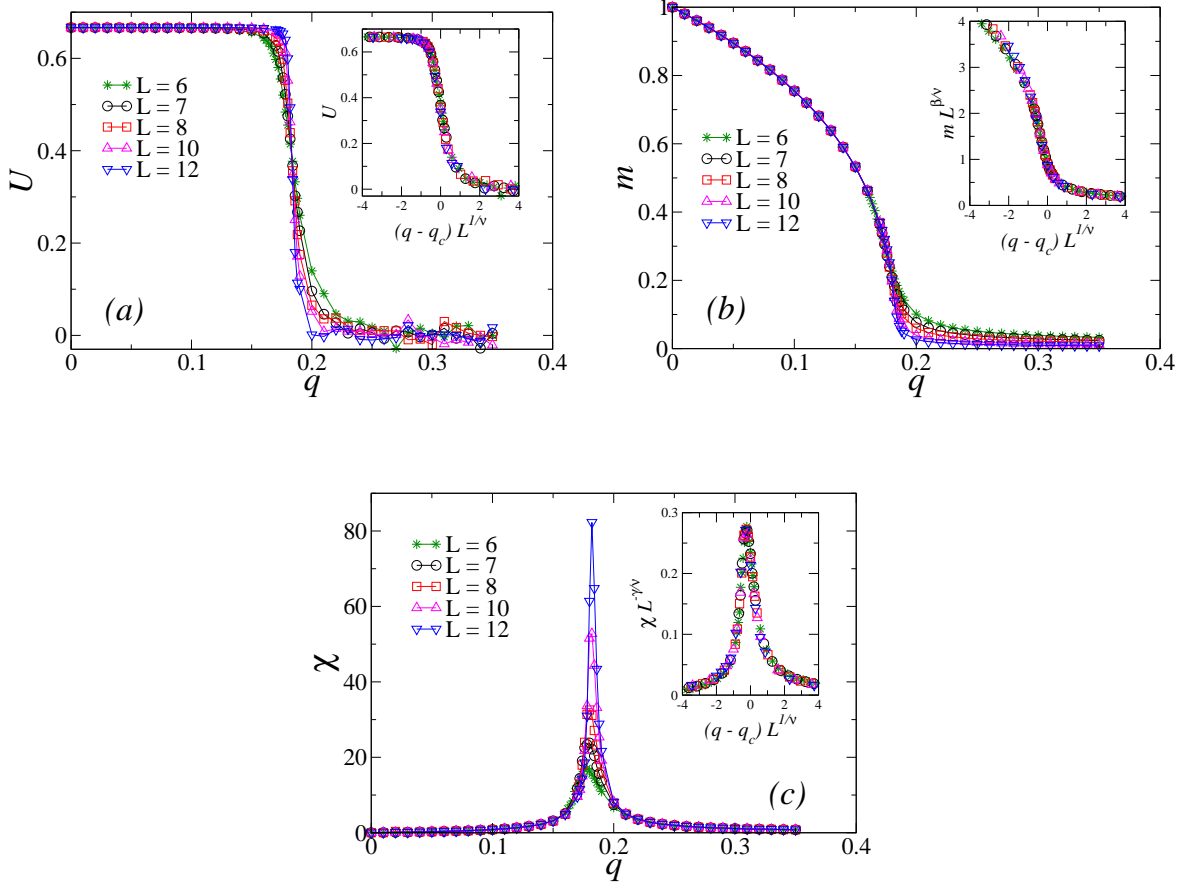 0.6
0.4
0.2
0
U
L = 6
L = 7
L = 8
L = 10
L = 12
(a)
0 0.1 0.2 0.3 0.4
q
0.6
0.4
0.2
0.0
U
-4 -2 0 2 4
(q - q_c) L^{1/ν}
1
0.8
0.6
0.4
0.2
0
m
L = 6
L = 7
L = 8
L = 10
L = 12
(b)
0 0.1 0.2 0.3 0.4
q
4
3
2
1
0
m L^{β/ν}
-4 -2 0 2 4
(q - q_c) L^{1/ν}
80
60
40
20
0
χ
L = 6
L = 7
L = 8
L = 10
L = 12
(c)
0 0.1 0.2 0.3 0.4
q
0.3
0.2
0.1
0
χ L^{-γ/ν}
-4 -2 0 2 4
(q - q_c) L^{1/ν}